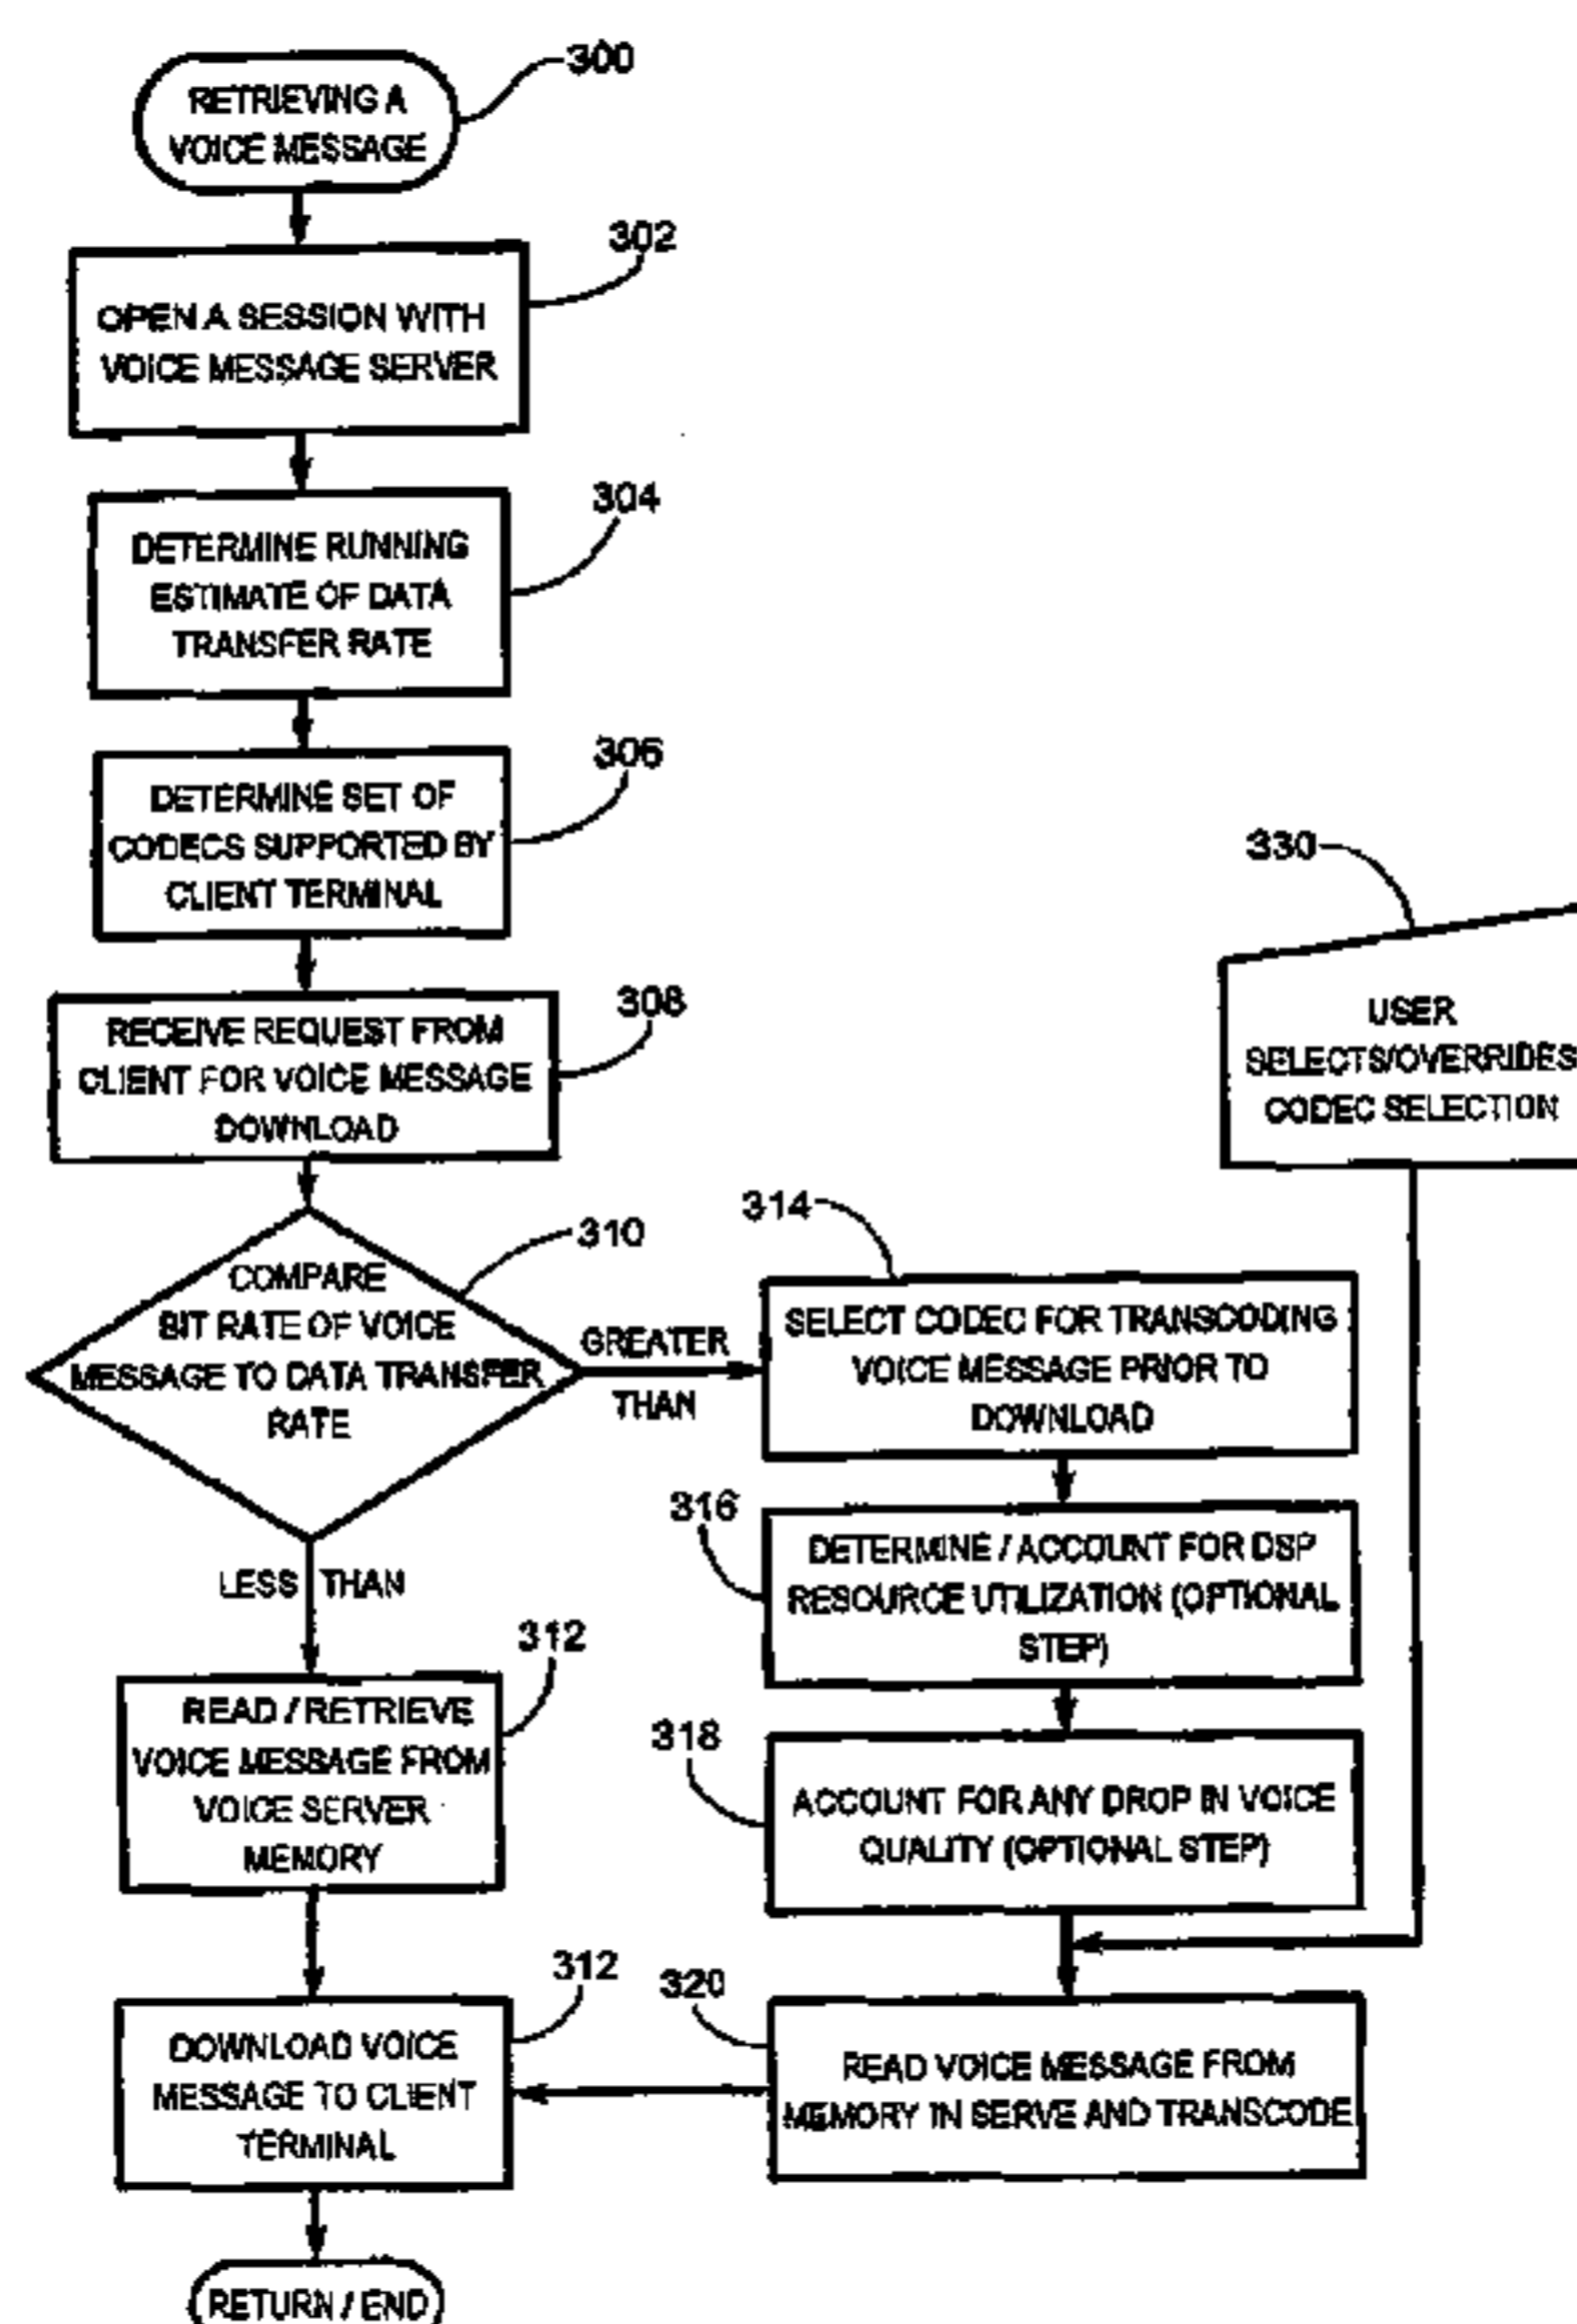 300
RETRIEVING A
VOICE MESSAGE
302
OPEN A SESSION WITH
VOICE MESSAGE SERVER
304
DETERMINE RUNNING
ESTIMATE OF DATA
TRANSFER RATE
306
DETERMINE SET OF
CODECS SUPPORTED BY
CLIENT TERMINAL
308
RECEIVE REQUEST FROM
CLIENT FOR VOICE MESSAGE
DOWNLOAD
310
COMPARE
BIT RATE OF VOICE
MESSAGE TO DATA TRANSFER
RATE
GREATER
THAN
LESS THAN
312
READ / RETRIEVE
VOICE MESSAGE FROM
VOICE SERVER
MEMORY
312
DOWNLOAD VOICE
MESSAGE TO CLIENT
TERMINAL
RETURN / END
314
SELECT CODEC FOR TRANSCODING
VOICE MESSAGE PRIOR TO
DOWNLOAD
316
DETERMINE / ACCOUNT FOR DSP
RESOURCE UTILIZATION (OPTIONAL
STEP)
318
ACCOUNT FOR ANY DROP IN VOICE
QUALITY (OPTIONAL STEP)
320
READ VOICE MESSAGE FROM
MEMORY IN SERVE AND TRANSCODE
330
USER
SELECTS/OVERRIDES
CODEC SELECTION